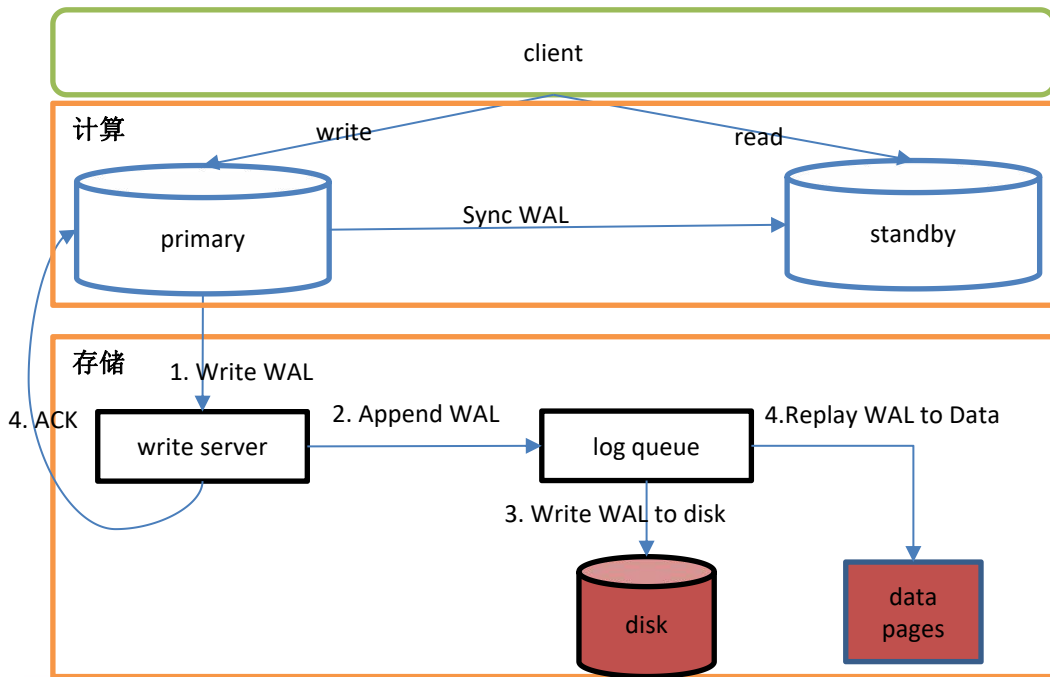 client
计算
write
read
primary
Sync WAL
standby
存储
1. Write WAL
4. ACK
write server
2. Append WAL
log queue
4.Replay WAL to Data
3. Write WAL to disk
disk
data
pages